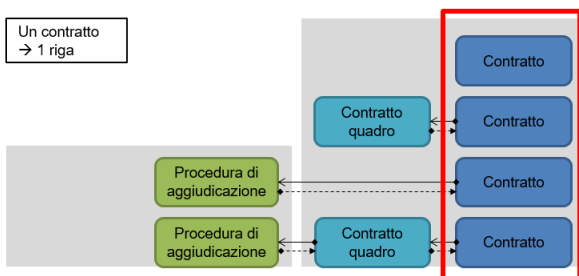 Un contratto
→ 1 riga
Contratto
Contratto
quadro
Contratto
Procedura di
aggiudicazione
Contratto
Procedura di
aggiudicazione
Contratto
quadro
Contratto